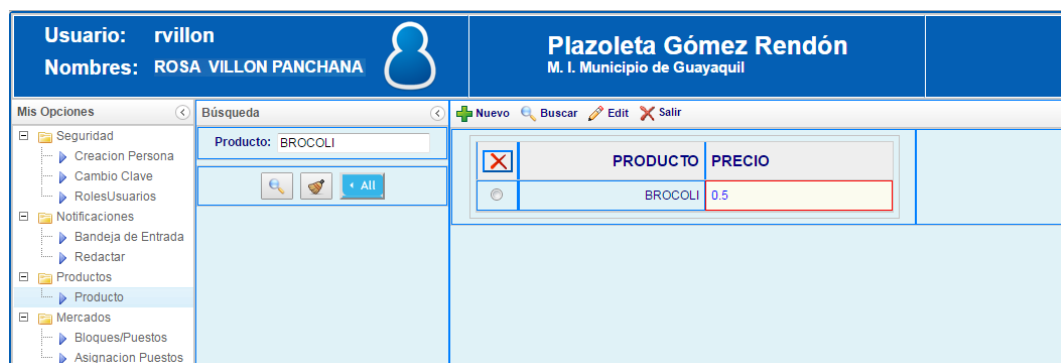 Usuario: rvillon
Nombres: ROSA VILLON PANCHANA
Plazoleta Gómez Rendón
M. I. Municipio de Guayaquil
Mis Opciones
Seguridad
Creacion Persona
Cambio Clave
RolesUsuarios
Notificaciones
Bandeja de Entrada
Redactar
Productos
Producto
Mercados
Bloques/Puestos
Asignacion Puestos
Búsqueda
Producto: BROCOLI
All
Nuevo Buscar Edit Salir
PRODUCTO PRECIO
BROCOLI 0.5